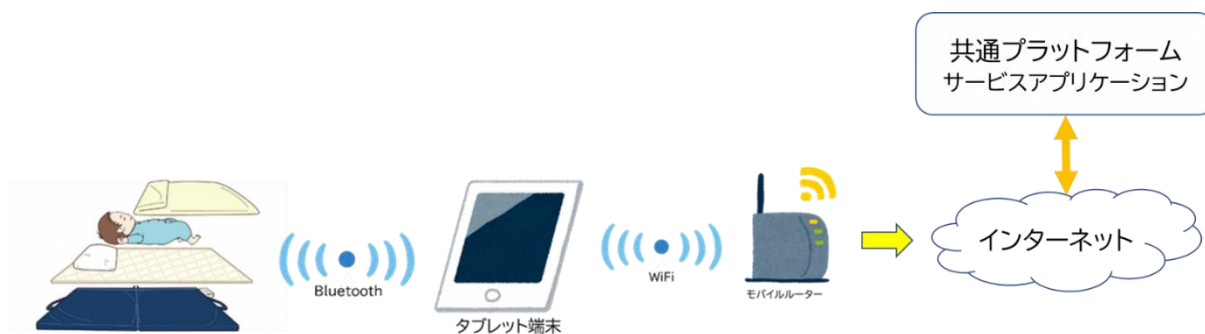 共通プラットフォーム
サービスアプリケーション
Bluetooth
タブレット端末
WiFi
モバイルルーター
インターネット